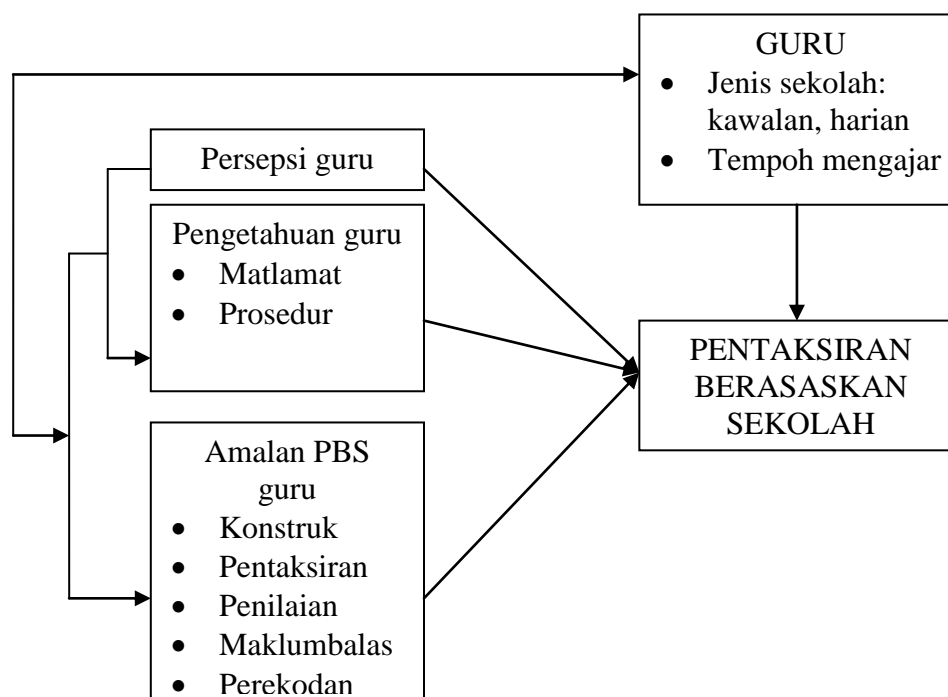 GURU
• Jenis sekolah:
kawalan, harian
• Tempoh mengajar
Persepsi guru
Pengetahuan guru
• Matlamat
• Prosedur
PENTAKSIRAN
BERASASKAN
SEKOLAH
Amalan PBS
guru
• Konstruk
• Pentaksiran
• Penilaian
• Maklumbalas
• Perekodan